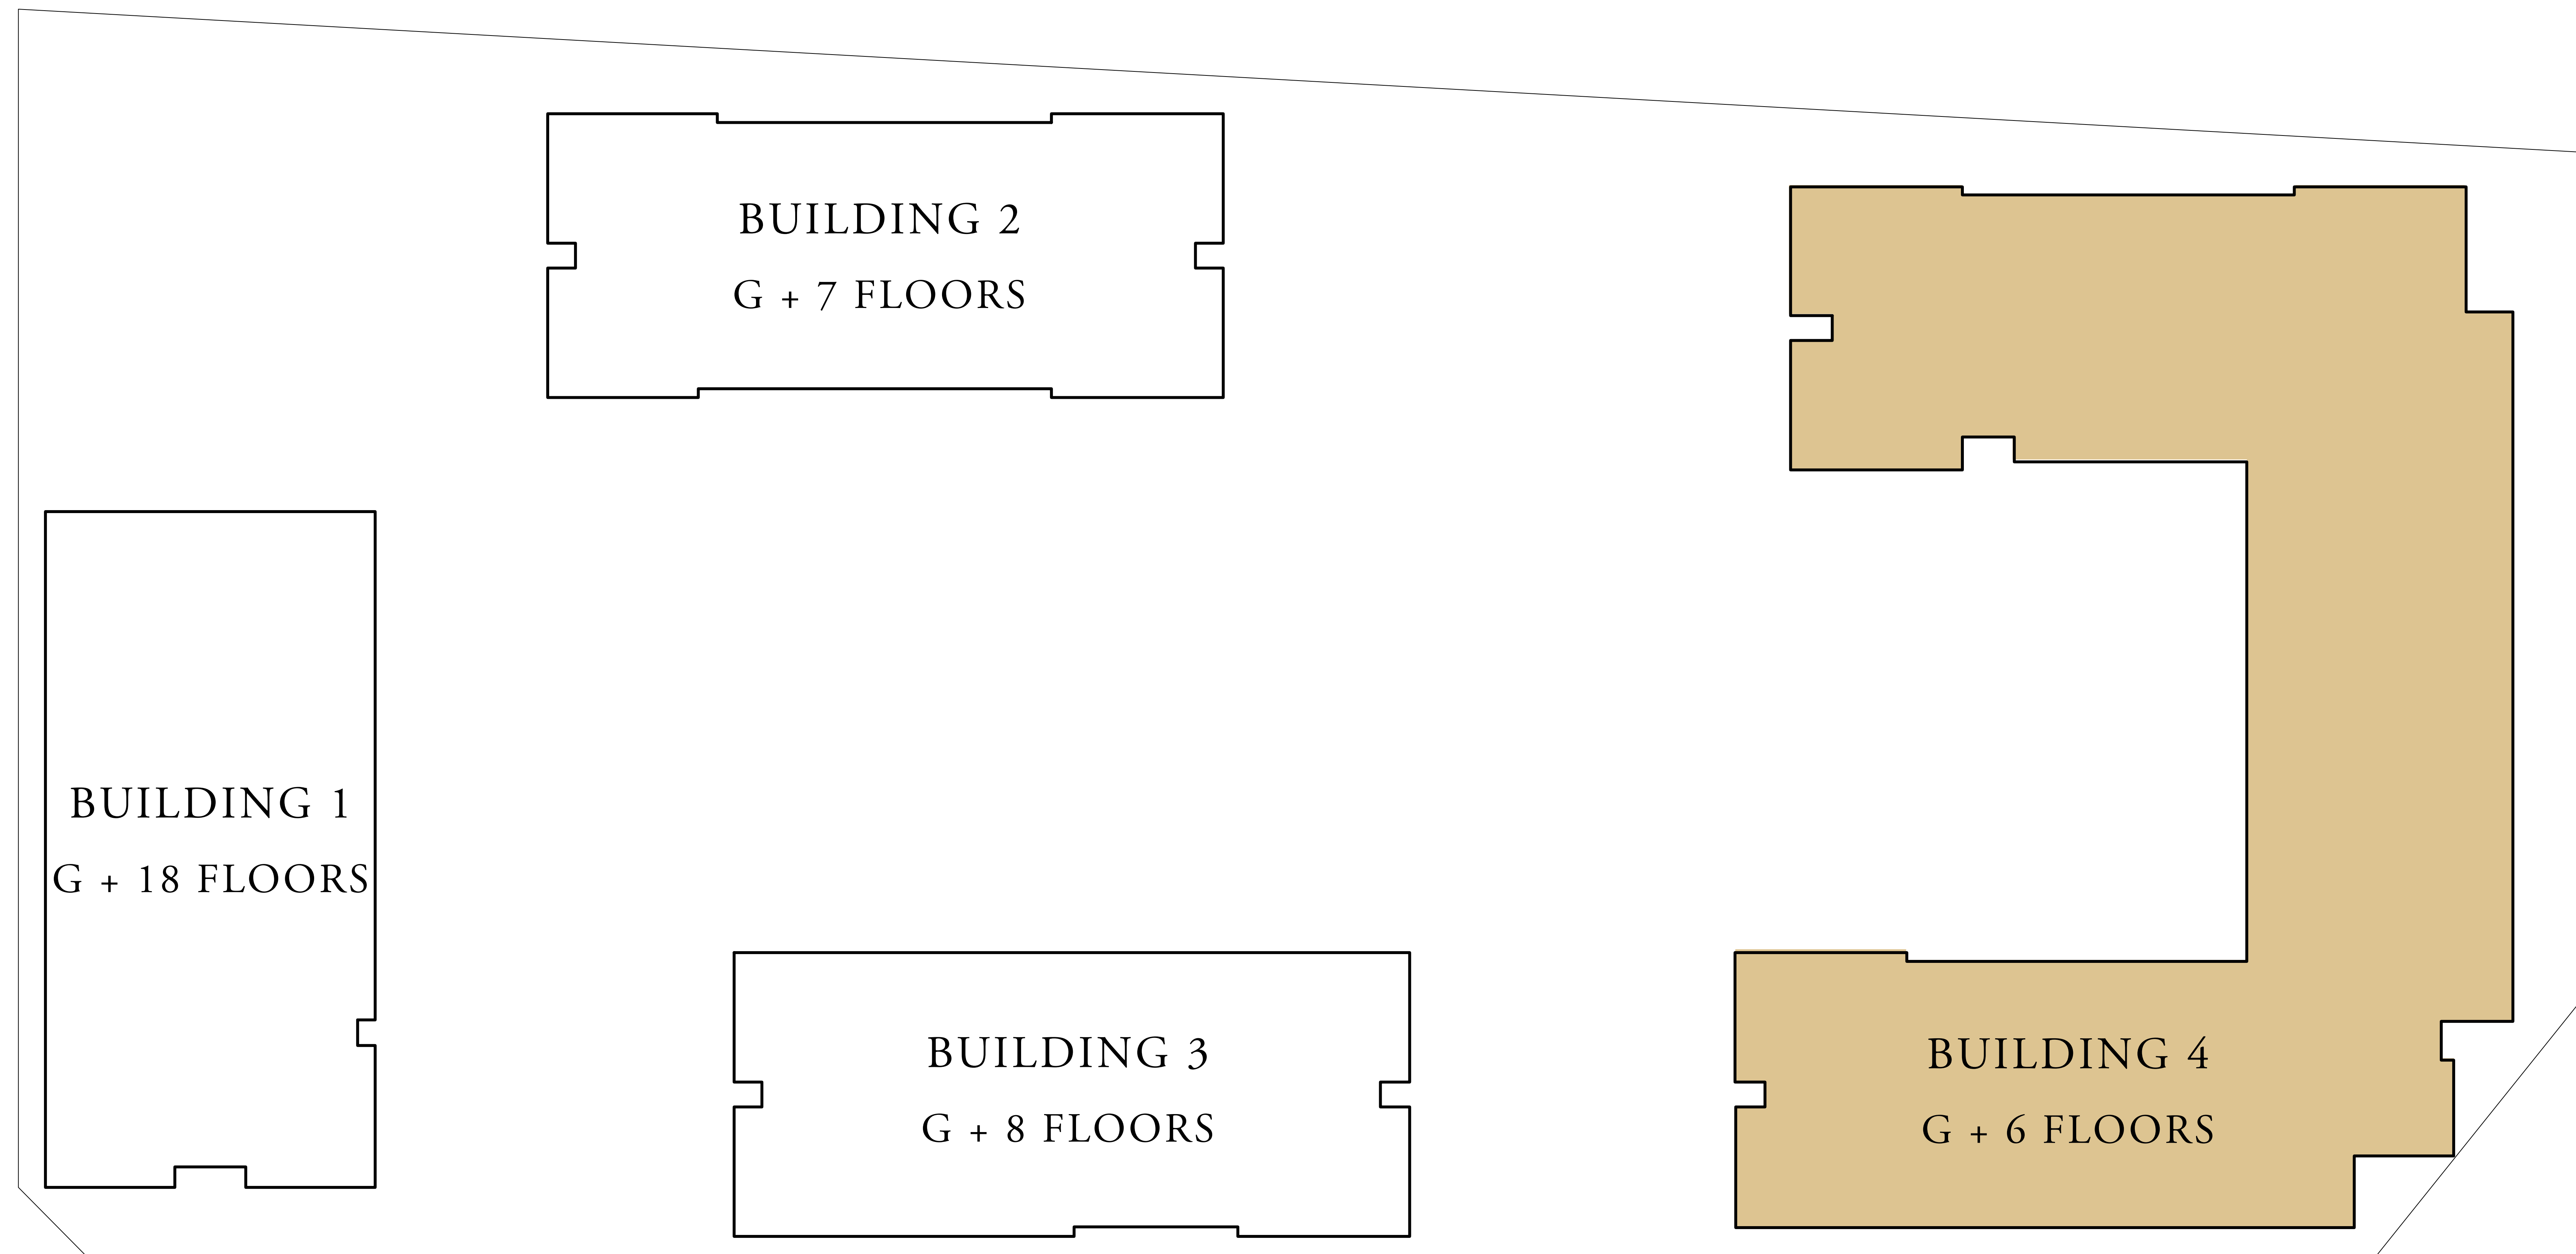 BUILDING 2
G + 7 FLOORS
BUILDING 1
G + 18 FLOORS
BUILDING 3
G + 8 FLOORS
BUILDING 4
G + 6 FLOORS